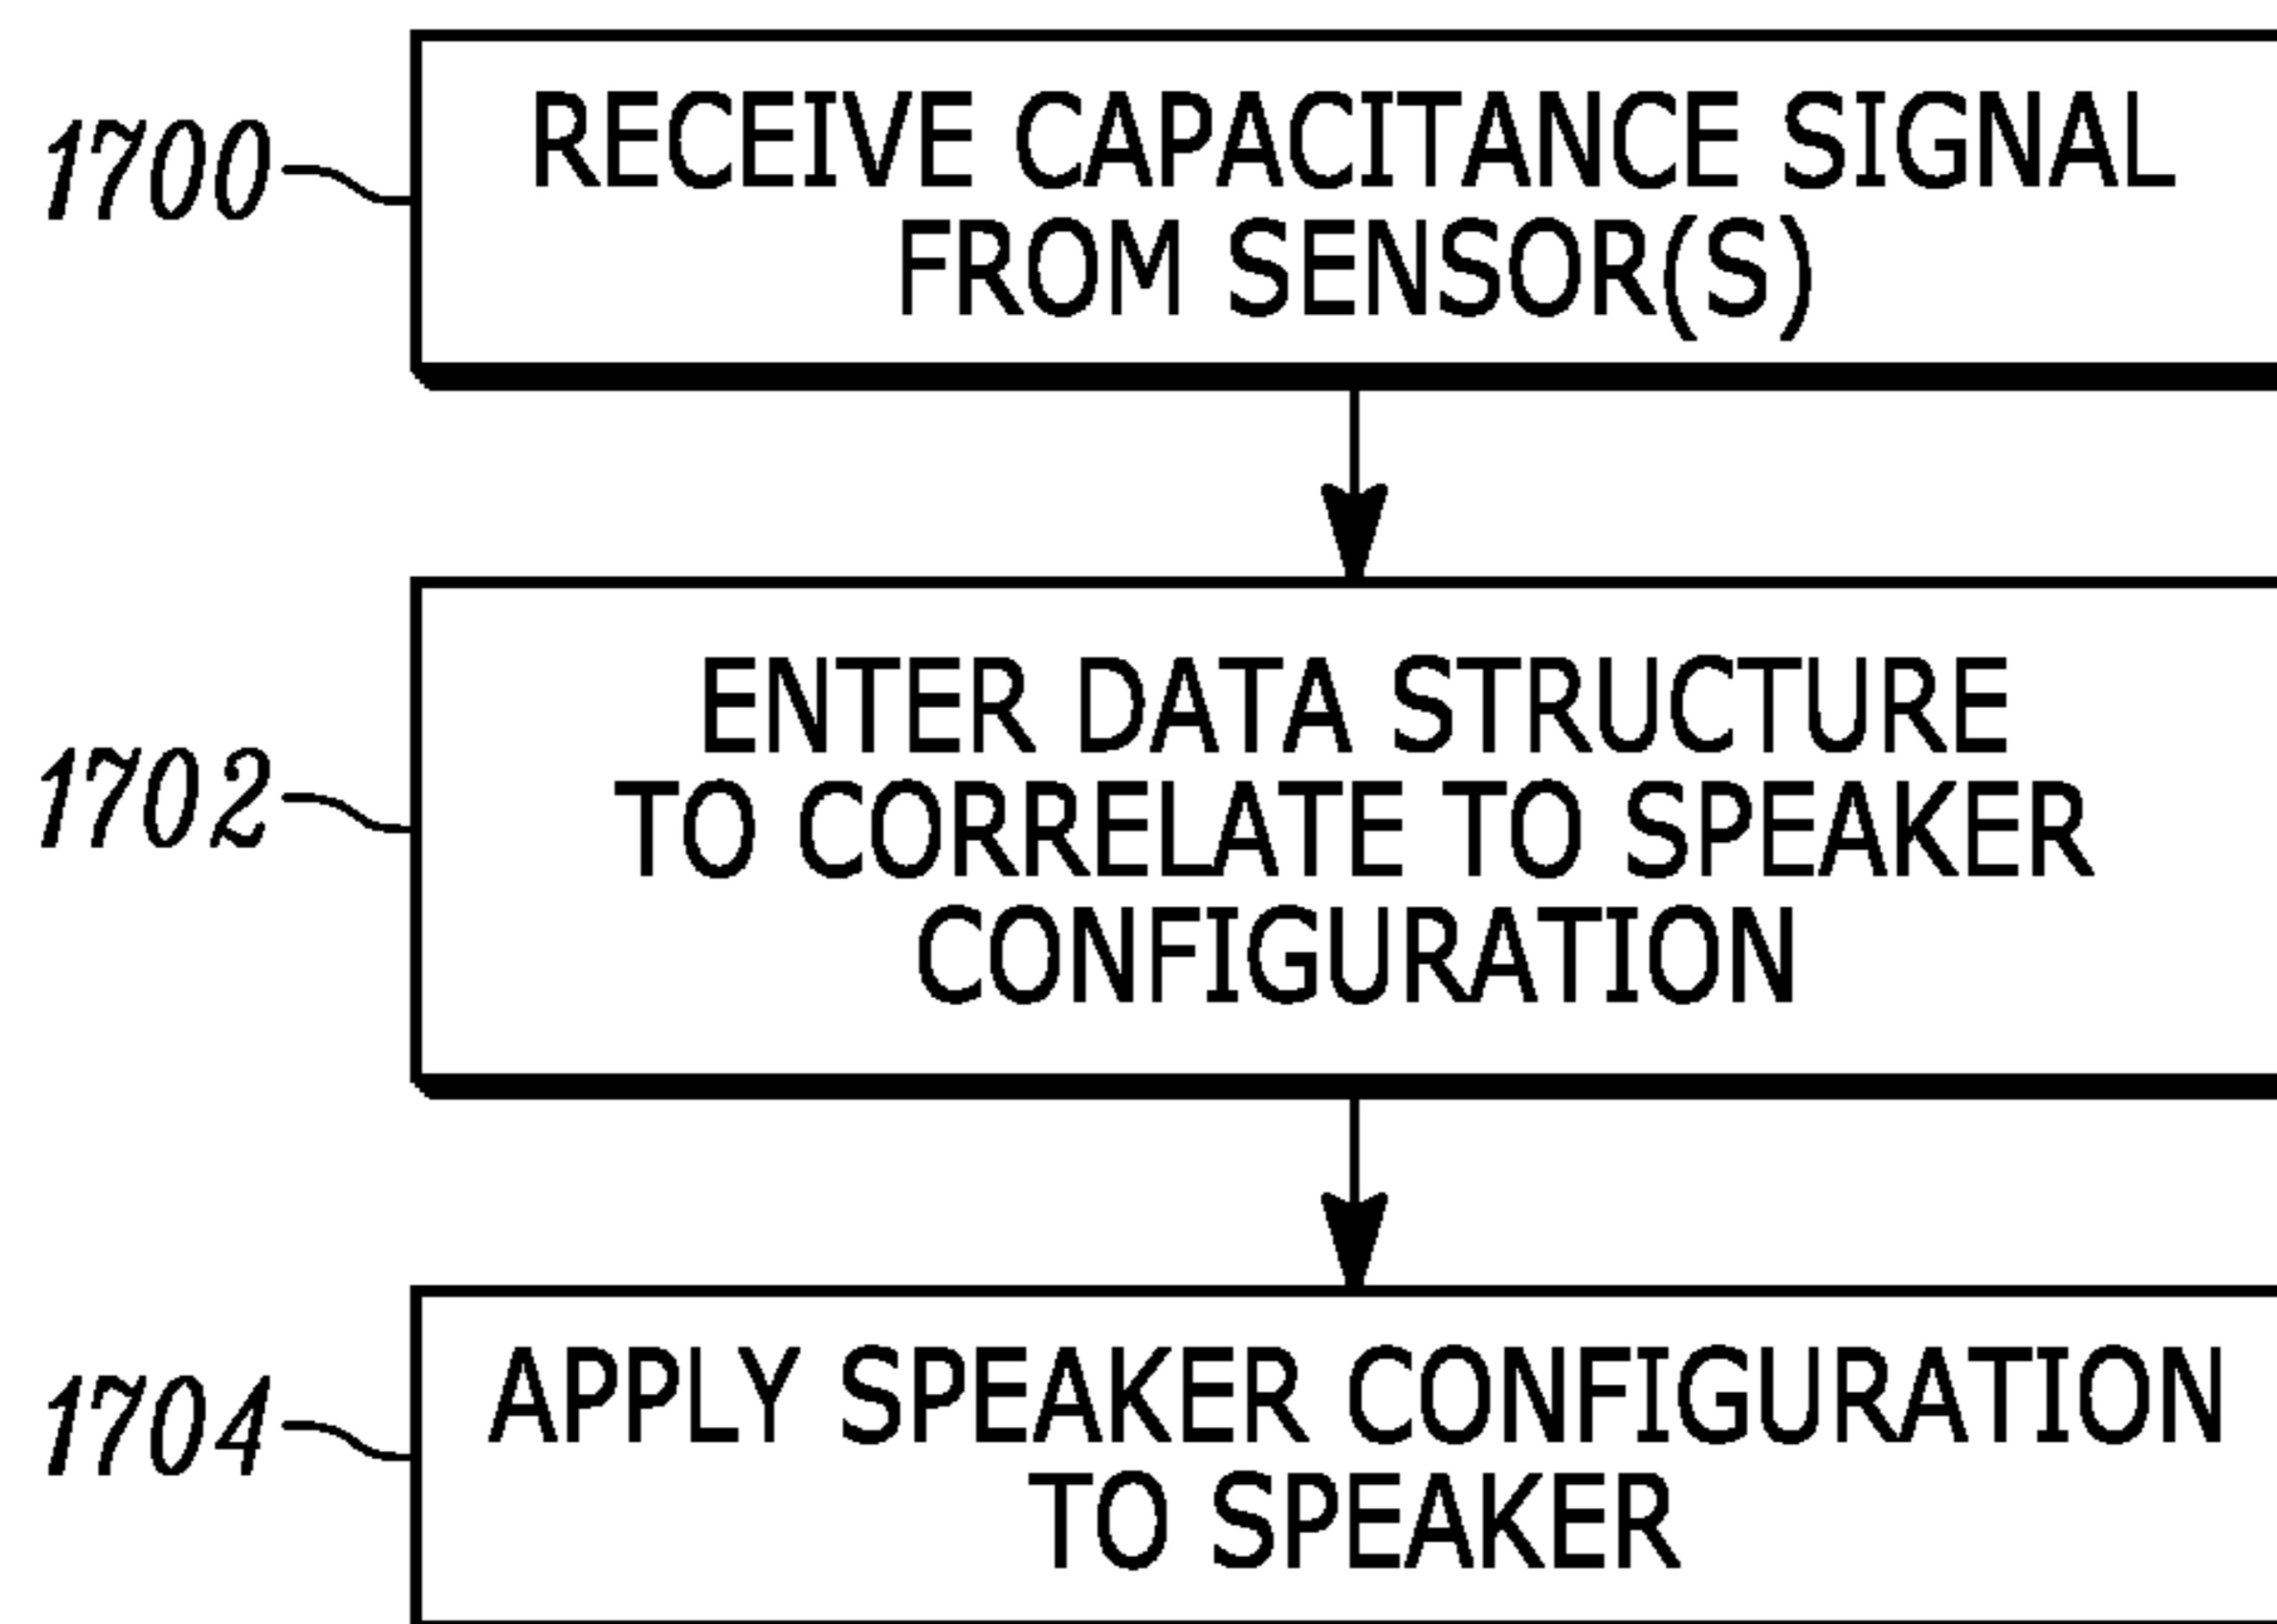 1700
RECEIVE CAPACITANCE SIGNAL
FROM SENSOR(S)
1702
ENTER DATA STRUCTURE
TO CORRELATE TO SPEAKER
CONFIGURATION
1704
APPLY SPEAKER CONFIGURATION
TO SPEAKER